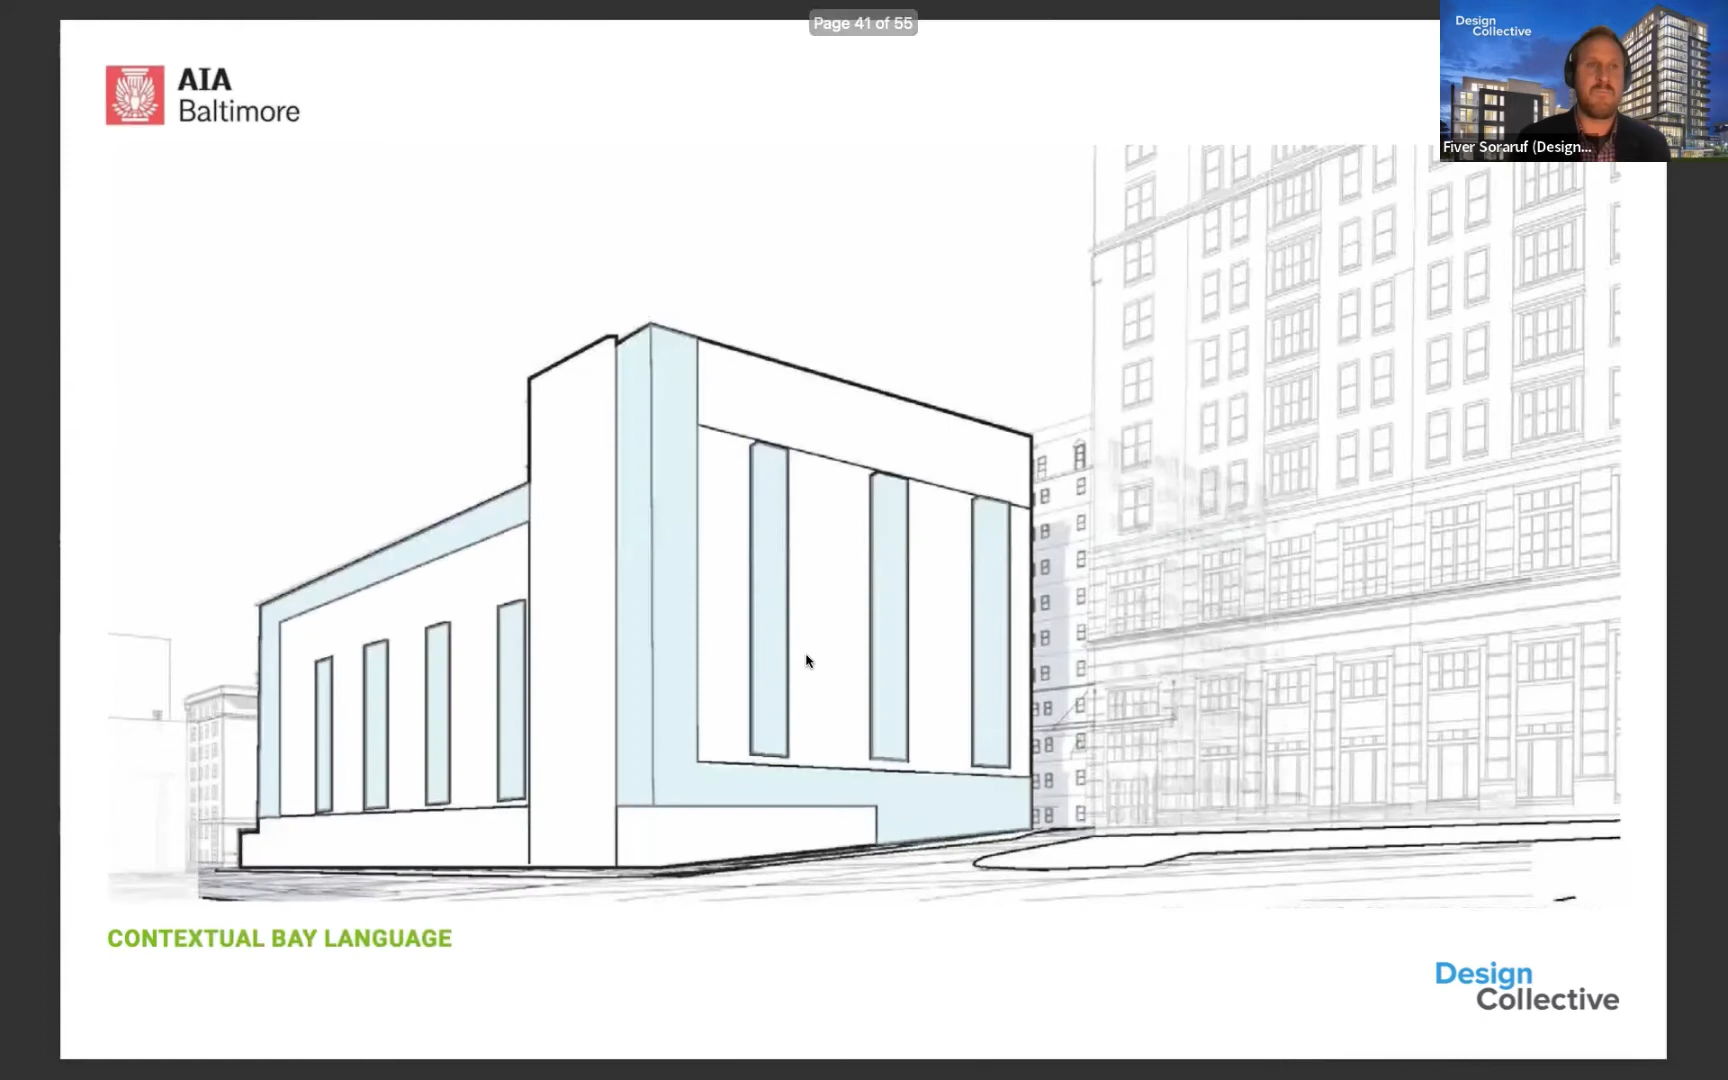 Page 41 of 55
AIA
Baltimore
Design
Collective
Fiver Soraruf (Design...
CONTEXTUAL BAY LANGUAGE
Design
Collective